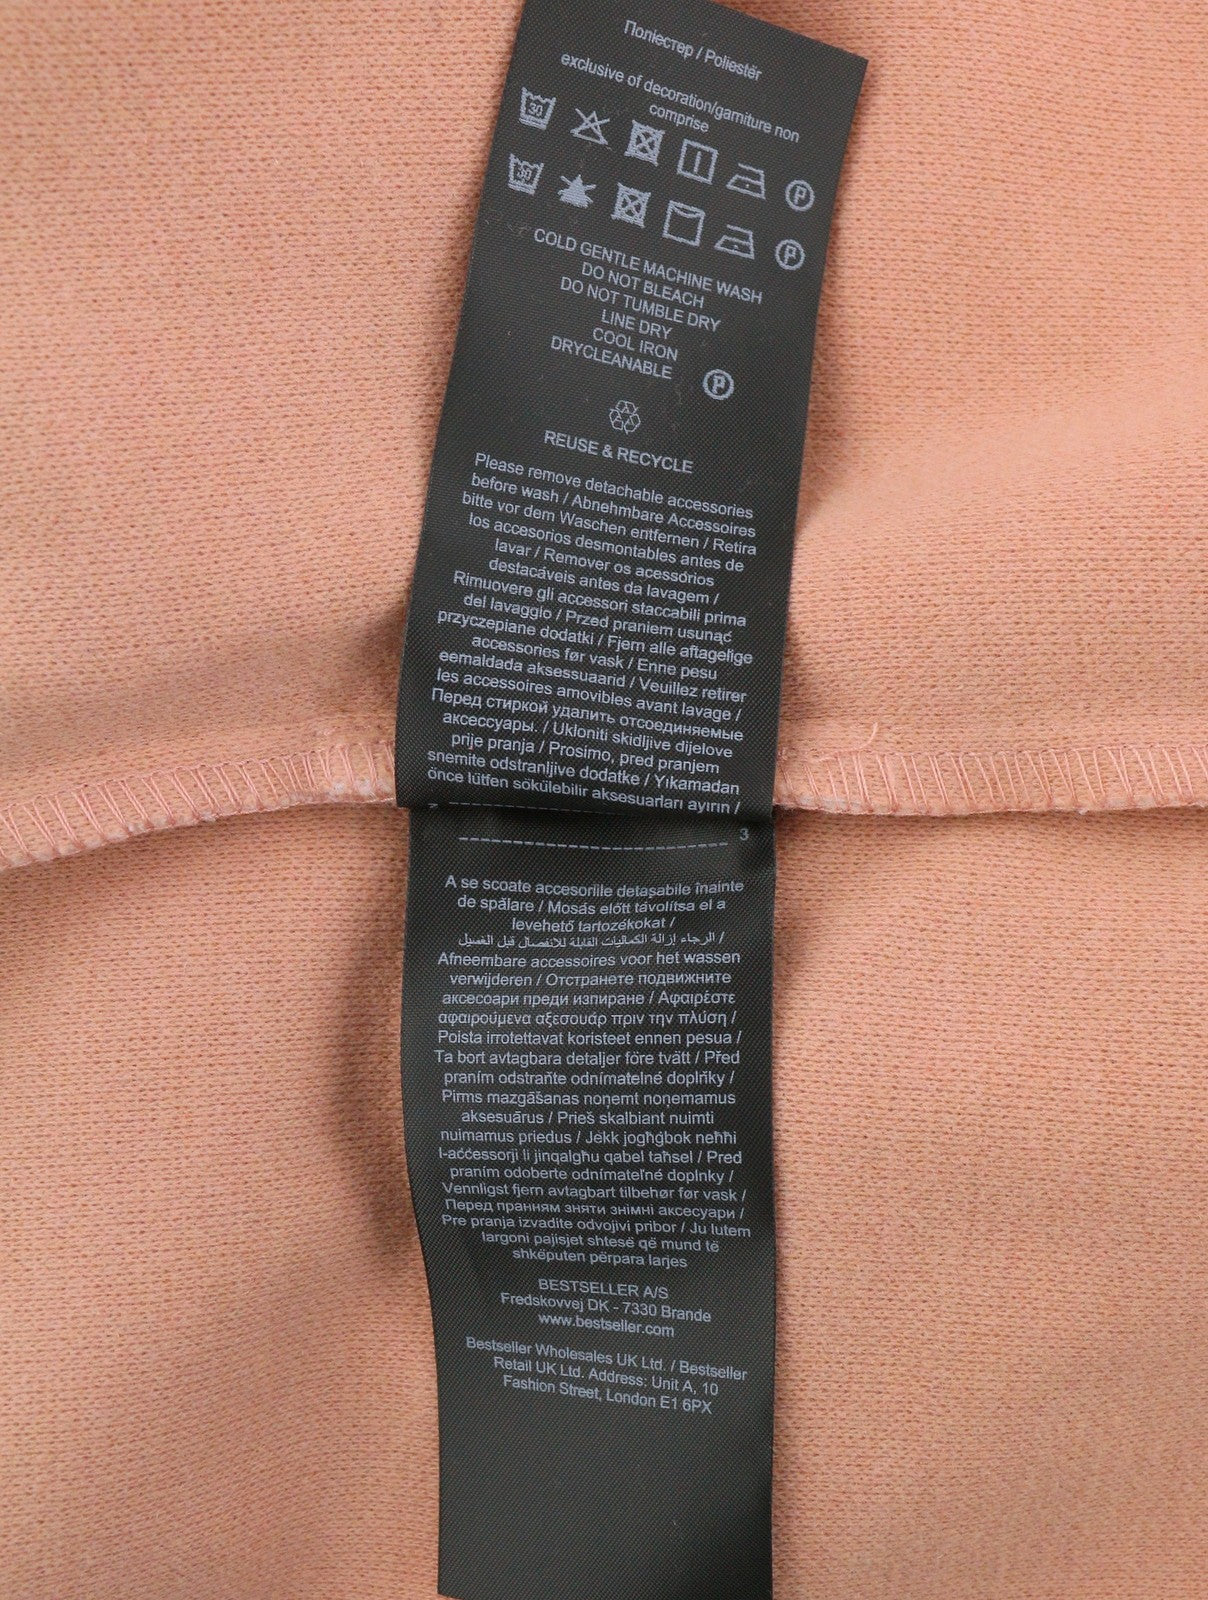 Поліестер / Poliestër
exclusive of decoration/garniture non
comprise
30
30
COLD GENTLE MACHINE WASH
DO NOT BLEACH
DO NOT TUMBLE DRY
LINE DRY
COOL IRON
DRYCLEANABLE
P
REUSE & RECYCLE
Please remove detachable accessories
before wash / Abnehmbare Accessoires
bitte vor dem Waschen entfernen / Retira
los accesorios desmontables antes de
lavar / Remover os acessórios
destacáveis antes da lavagem /
Rimuovere gli accessori staccabili prima
del lavaggio / Przed praniem usunąć
przyczepiane dodatki / Fjern alle aftagelige
accessories før vask / Enne pesu
eemaldada aksessuaarid / Veuillez retirer
les accessoires amovibles avant lavage /
Перед стиркой удалить отсоединяемые
аксессуары. / Ukloniti skidljive dijelove
prije pranja / Prosimo, pred pranjem
snemite odstranljive dodatke / Yıkamadan
önce lütfen sökülebilir aksesuarları ayırın /
3
A se scoate accesoriile detaşabile înainte
de spălare / Mosás előtt távolítsa el a
levehető tartozékokat /
الرجاء إزالة الكماليات القابلة للانفصال قبل الغسيل /
Afneembare accessoires voor het wassen
verwijderen / Отстранете подвижните
аксесоари преди изпиране / Αφαιρέστε
αφαιρούμενα αξεσουάρ πριν την πλύση /
Poista irrotettavat koristeet ennen pesua /
Ta bort avtagbara detaljer före tvätt / Před
praním odstraňte odnímatelné doplňky /
Pirms mazgāšanas noņemt noņemamus
aksesuārus / Prieš skalbiant nuimti
nuimamus priedus / Jekk jogħġbok neħħi
l-aċċessorji li jinqalgħu qabel taħsel / Pred
praním odoberte odnímateľné doplnky /
Vennligst fjern avtagbart tilbehør før vask /
Перед пранням зняти знімні аксесуари /
Pre pranja izvadite odvojivi pribor / Ju lutem
largoni pajisjet shtesë që mund të
shkëputen përpara larjes
BESTSELLER A/S
Fredskovvej DK - 7330 Brande
www.bestseller.com
Bestseller Wholesales UK Ltd. / Bestseller
Retail UK Ltd. Address: Unit A, 10
Fashion Street, London E1 6PX